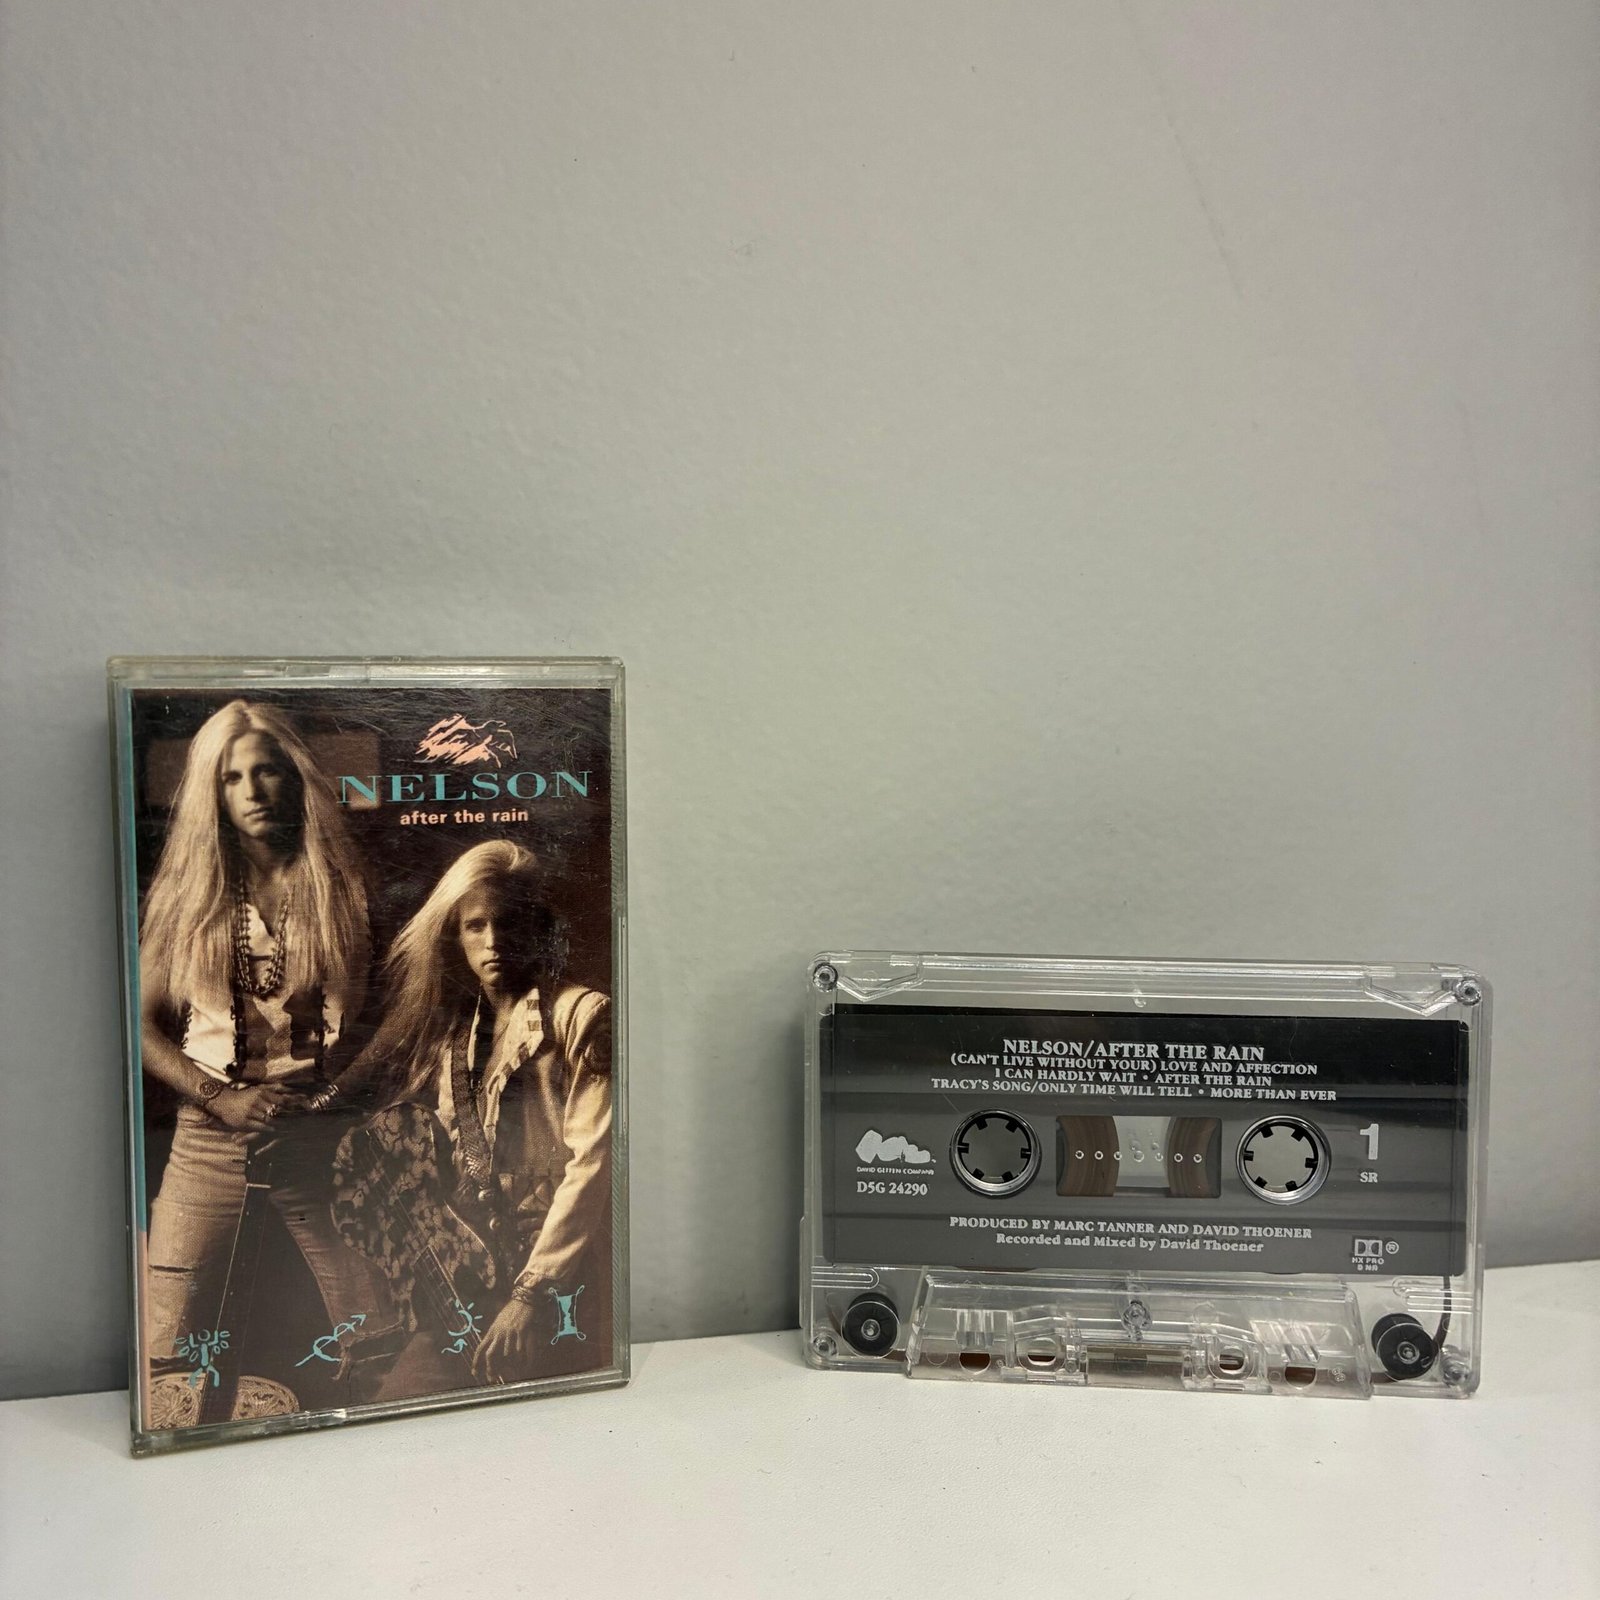 NELSON
after the rain
NELSON/AFTER THE RAIN
(CAN'T LIVE WITHOUT YOUR) LOVE AND AFFECTION
I CAN HARDLY WAIT • AFTER THE RAIN
TRACY'S SONG/ONLY TIME WILL TELL • MORE THAN EVER
DAVID GEFFEN COMPANY
D5G 24290
1
SR
PRODUCED BY MARC TANNER AND DAVID THOENER
Recorded and Mixed by David Thoener
®
HX PRO
B NR